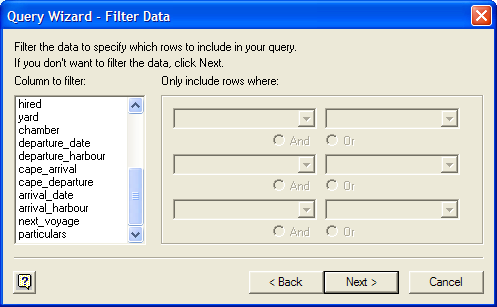 Query Wizard - Filter Data
Filter the data to specify which rows to include in your query.
If you don't want to filter the data, click Next.
Column to filter:
Only include rows where:
hired
yard
chamber
departure_date
departure_harbour
cape_arrival
cape_departure
arrival_date
arrival_harbour
next_voyage
particulars
And Or
And Or
And Or
?
< Back Next > Cancel